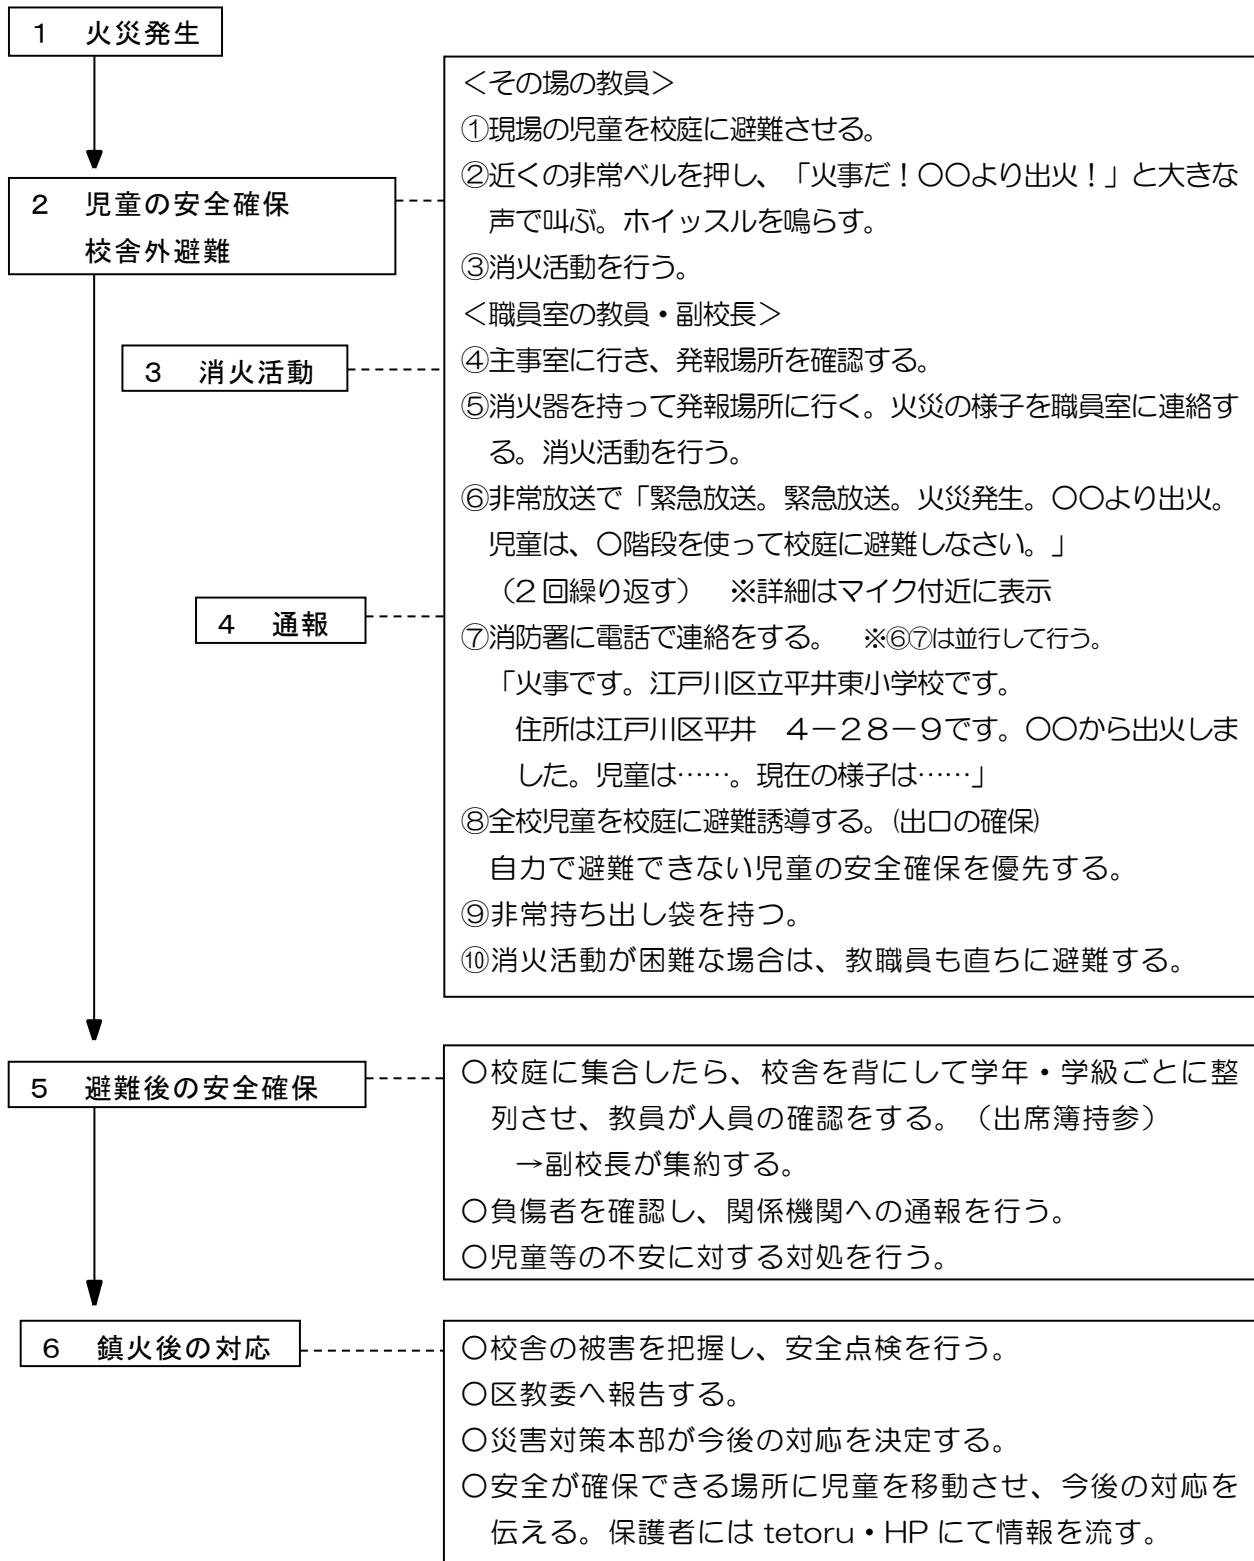 1 火災発生
2 児童の安全確保
校舎外避難
3 消火活動
4 通報
<その場の教員>
①現場の児童を校庭に避難させる。
②近くの非常ベルを押し、「火事だ！〇〇より出火！」と大きな
声で叫ぶ。ホイッスルを鳴らす。
③消火活動を行う。
<職員室の教員・副校長>
④主事室に行き、発報場所を確認する。
⑤消火器を持って発報場所に行く。火災の様子を職員室に連絡す
る。消火活動を行う。
⑥非常放送で「緊急放送。緊急放送。火災発生。〇〇より出火。
児童は、〇階段を使って校庭に避難しなさい。」
（2回繰り返す） ※詳細はマイク付近に表示
⑦消防署に電話で連絡をする。 ※⑥⑦は並行して行う。
「火事です。江戸川区立平井東小学校です。
住所は江戸川区平井 4－28－9です。〇〇から出火しま
した。児童は……。現在の様子は……」
⑧全校児童を校庭に避難誘導する。(出口の確保)
自力で避難できない児童の安全確保を優先する。
⑨非常持ち出し袋を持つ。
⑩消火活動が困難な場合は、教職員も直ちに避難する。
5 避難後の安全確保
〇校庭に集合したら、校舎を背にして学年・学級ごとに整
列させ、教員が人員の確認をする。（出席簿持参）
→副校長が集約する。
〇負傷者を確認し、関係機関への通報を行う。
〇児童等の不安に対する対処を行う。
6 鎮火後の対応
〇校舎の被害を把握し、安全点検を行う。
〇区教委へ報告する。
〇災害対策本部が今後の対応を決定する。
〇安全が確保できる場所に児童を移動させ、今後の対応を
伝える。保護者には tetoru・HP にて情報を流す。